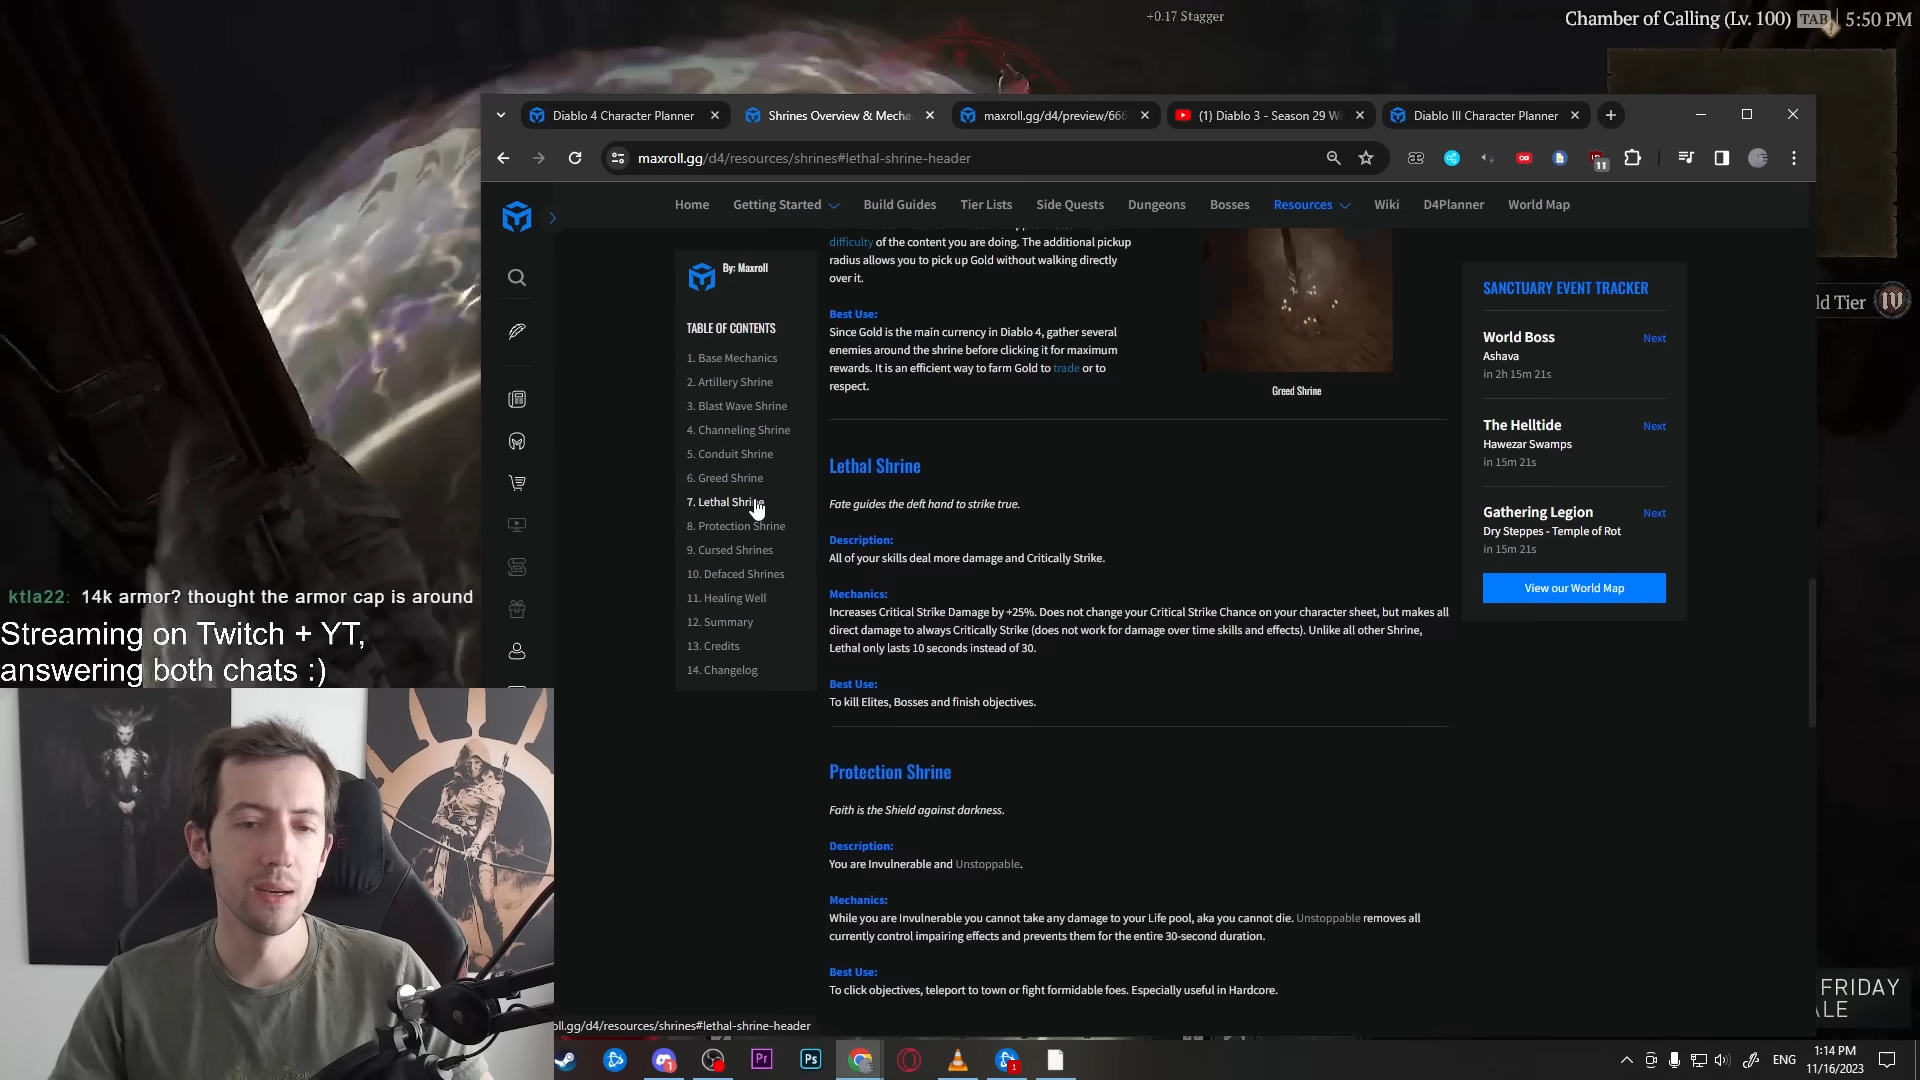 +0.17 Stagger
Chamber of Calling (Lv. 100) TAB 5:50 PM
Diablo 4 Character Planner
Shrines Overview & Mecha
maxroll.gg/d4/preview/666
(1) Diablo 3 - Season 29 W
Diablo III Character Planner
maxroll.gg/d4/resources/shrines#lethal-shrine-header
11
Home
Getting Started
Build Guides
Tier Lists
Side Quests
Dungeons
Bosses
Resources
Wiki
D4Planner
World Map
By: Maxroll
TABLE OF CONTENTS
1. Base Mechanics
2. Artillery Shrine
3. Blast Wave Shrine
4. Channeling Shrine
5. Conduit Shrine
6. Greed Shrine
7. Lethal Shrine
8. Protection Shrine
9. Cursed Shrines
10. Defaced Shrines
11. Healing Well
12. Summary
13. Credits
14. Changelog
difficulty of the content you are doing. The additional pickup
radius allows you to pick up Gold without walking directly
over it.
Best Use:
Since Gold is the main currency in Diablo 4, gather several
enemies around the shrine before clicking it for maximum
rewards. It is an efficient way to farm Gold to trade or to
respect.
Greed Shrine
Lethal Shrine
Fate guides the deft hand to strike true.
Description:
All of your skills deal more damage and Critically Strike.
Mechanics:
Increases Critical Strike Damage by +25%. Does not change your Critical Strike Chance on your character sheet, but makes all
direct damage to always Critically Strike (does not work for damage over time skills and effects). Unlike all other Shrine,
Lethal only lasts 10 seconds instead of 30.
Best Use:
To kill Elites, Bosses and finish objectives.
Protection Shrine
Faith is the Shield against darkness.
Description:
You are Invulnerable and Unstoppable.
Mechanics:
While you are Invulnerable you cannot take any damage to your Life pool, aka you cannot die. Unstoppable removes all
currently control impairing effects and prevents them for the entire 30-second duration.
Best Use:
To click objectives, teleport to town or fight formidable foes. Especially useful in Hardcore.
SANCTUARY EVENT TRACKER
World Boss Next
Ashava
in 2h 15m 21s
The Helltide Next
Hawezar Swamps
in 15m 21s
Gathering Legion Next
Dry Steppes - Temple of Rot
in 15m 21s
View our World Map
ld Tier IV
ktla22: 14k armor? thought the armor cap is around
Streaming on Twitch + YT,
answering both chats :)
oll.gg/d4/resources/shrines#lethal-shrine-header
FRIDAY
LE
Pr
Ps
1
1
ENG
1:14 PM
11/16/2023